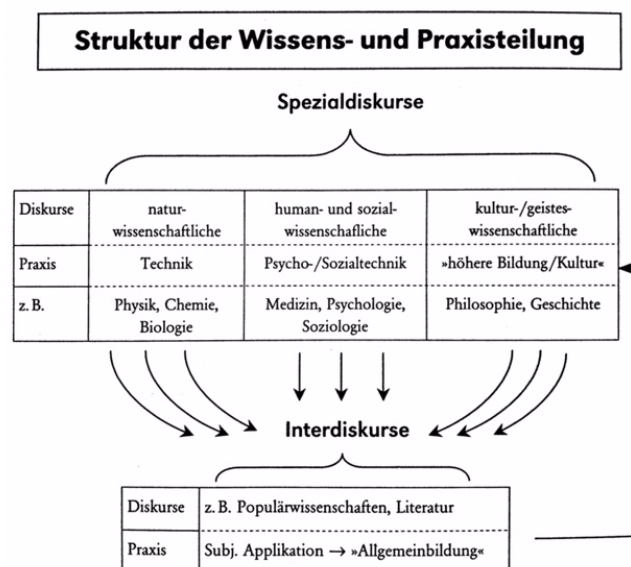 Struktur der Wissens- und Praxisteilung
Spezialdiskurse
Diskurse
natur-
wissenschaftliche
human- und sozial-
wissenschafliche
kultur-/geistes-
wissenschaftliche
Praxis
Technik
Psycho-/Sozialtechnik
»höhere Bildung/Kultur«
z. B.
Physik, Chemie,
Biologie
Medizin, Psychologie,
Soziologie
Philosophie, Geschichte
Interdiskurse
Diskurse
z. B. Populärwissenschaften, Literatur
Praxis
Subj. Applikation → »Allgemeinbildung«